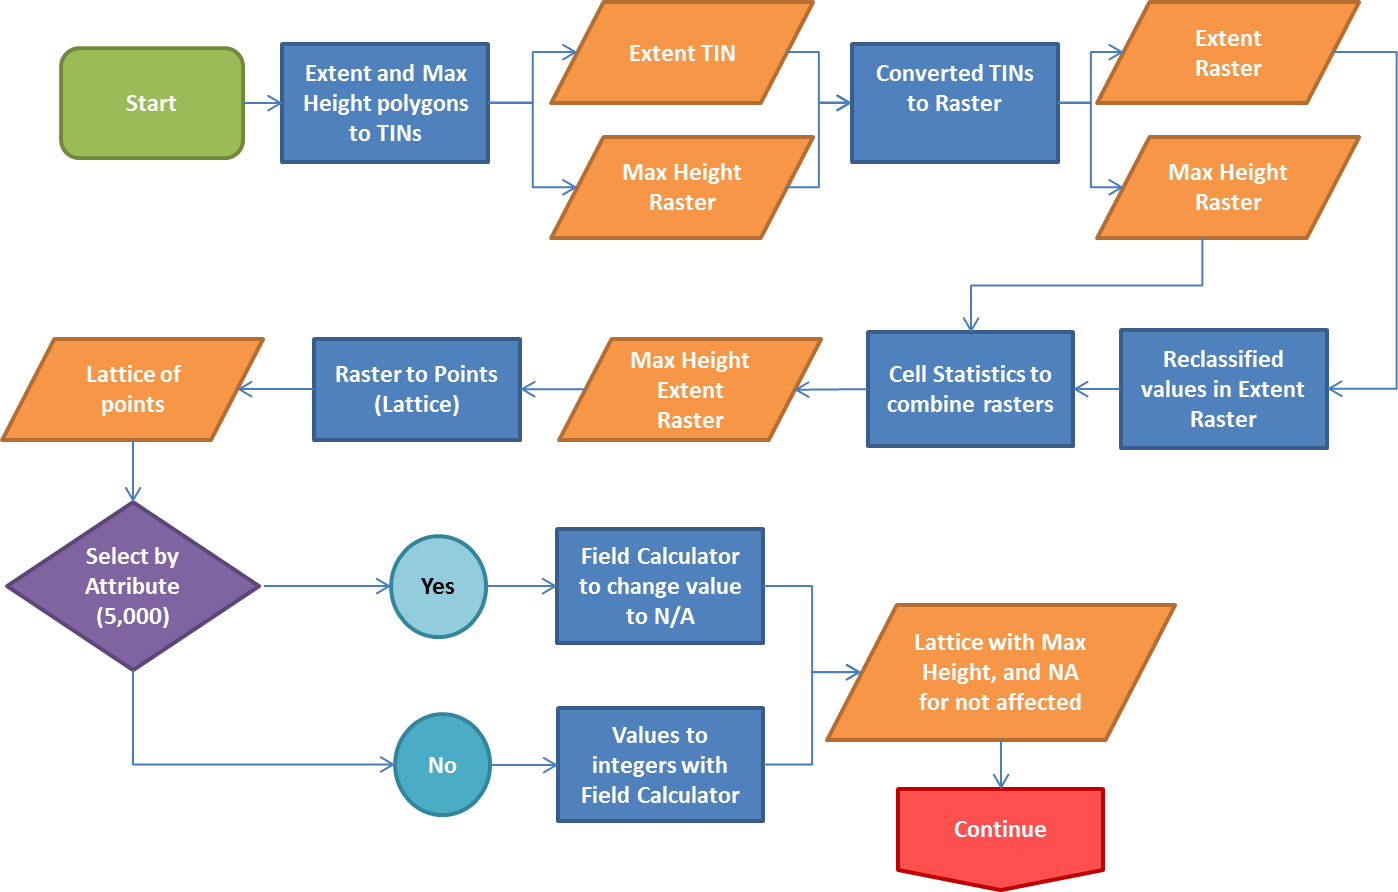 Start
Extent and Max
Height polygons
to TINs
Extent TIN
Max Height
Raster
Converted TINs
to Raster
Extent
Raster
Max Height
Raster
Reclassified
values in Extent
Raster
Cell Statistics to
combine rasters
Max Height
Extent
Raster
Raster to Points
(Lattice)
Lattice of
points
Select by
Attribute
(5,000)
Yes
Field Calculator
to change value
to N/A
No
Values to
integers with
Field Calculator
Lattice with Max
Height, and NA
for not affected
Continue